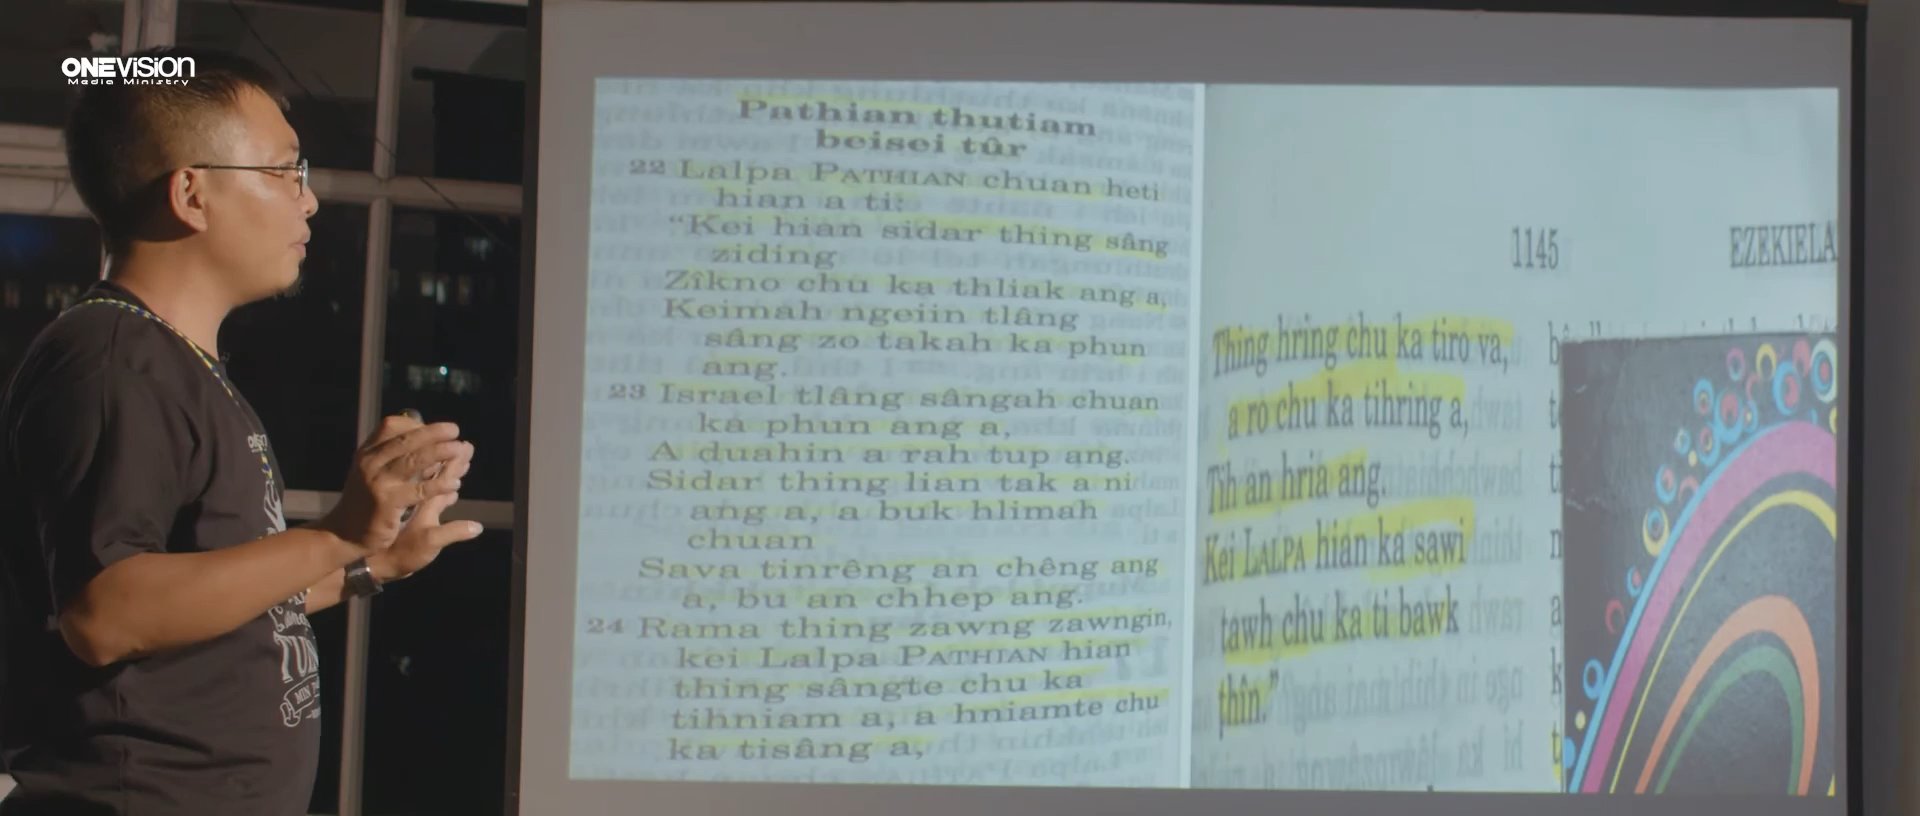 ONEVISION
Media Ministry
Pathian thutiam
beisei tûr
22 Lalpa PATHIAN chuan heti
hian a ti:
“Kei hian sidar thing sâng
ziding
Zîkno chu ka thliak ang a,
Keimah ngeiin tlâng
sâng zo takah ka phun
ang.
23 Israel tlâng sângah chuan
ka phun ang a,
A duahin a rah tup ang.
Sidar thing lian tak a ni
ang a, a buk hlimah
chuan
Sava tinrêng an chêng ang
a, bu an chhep ang.
24 Rama thing zawng zawngin,
kei Lalpa PATHIAN hian
thing sângte chu ka
tihniam a, a hniamte chu
ka tisâng a,
1145 EZEKIELA
Thing hring chu ka tiro va,
a ro chu ka tihring a,
Tih an hria ang.
Kei LALPA hian ka sawi
tawh chu ka ti bawk
thîn.”